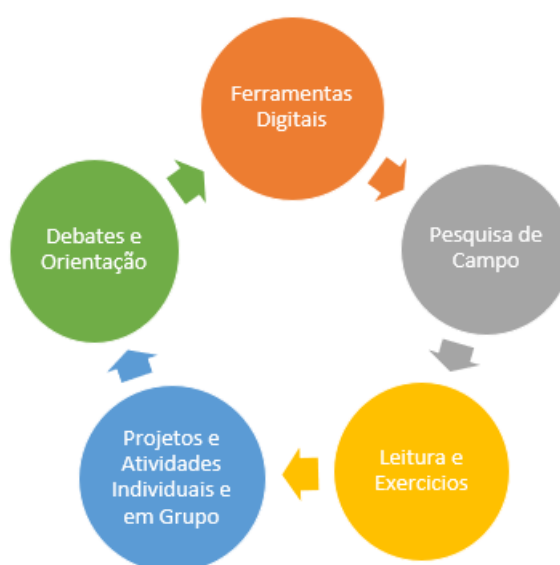 Ferramentas
Digitais
Pesquisa de
Campo
Leitura e
Exercicios
Projetos e
Atividades
Individuais e
em Grupo
Debates e
Orientação